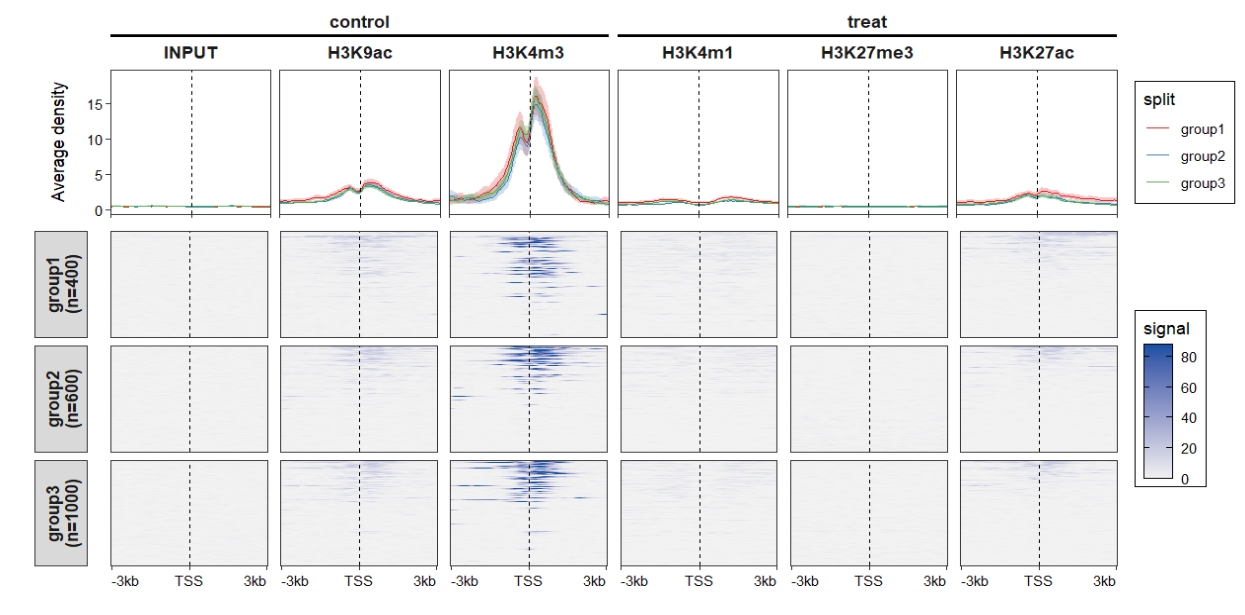 control
treat
INPUT
H3K9ac
H3K4m3
H3K4m1
H3K27me3
H3K27ac
Average density
15
10
5
0
split
group1
group2
group3
group1
(n=400)
group2
(n=600)
group3
(n=1000)
signal
80
60
40
20
0
-3kb TSS 3kb
-3kb TSS 3kb
-3kb TSS 3kb
-3kb TSS 3kb
-3kb TSS 3kb
-3kb TSS 3kb